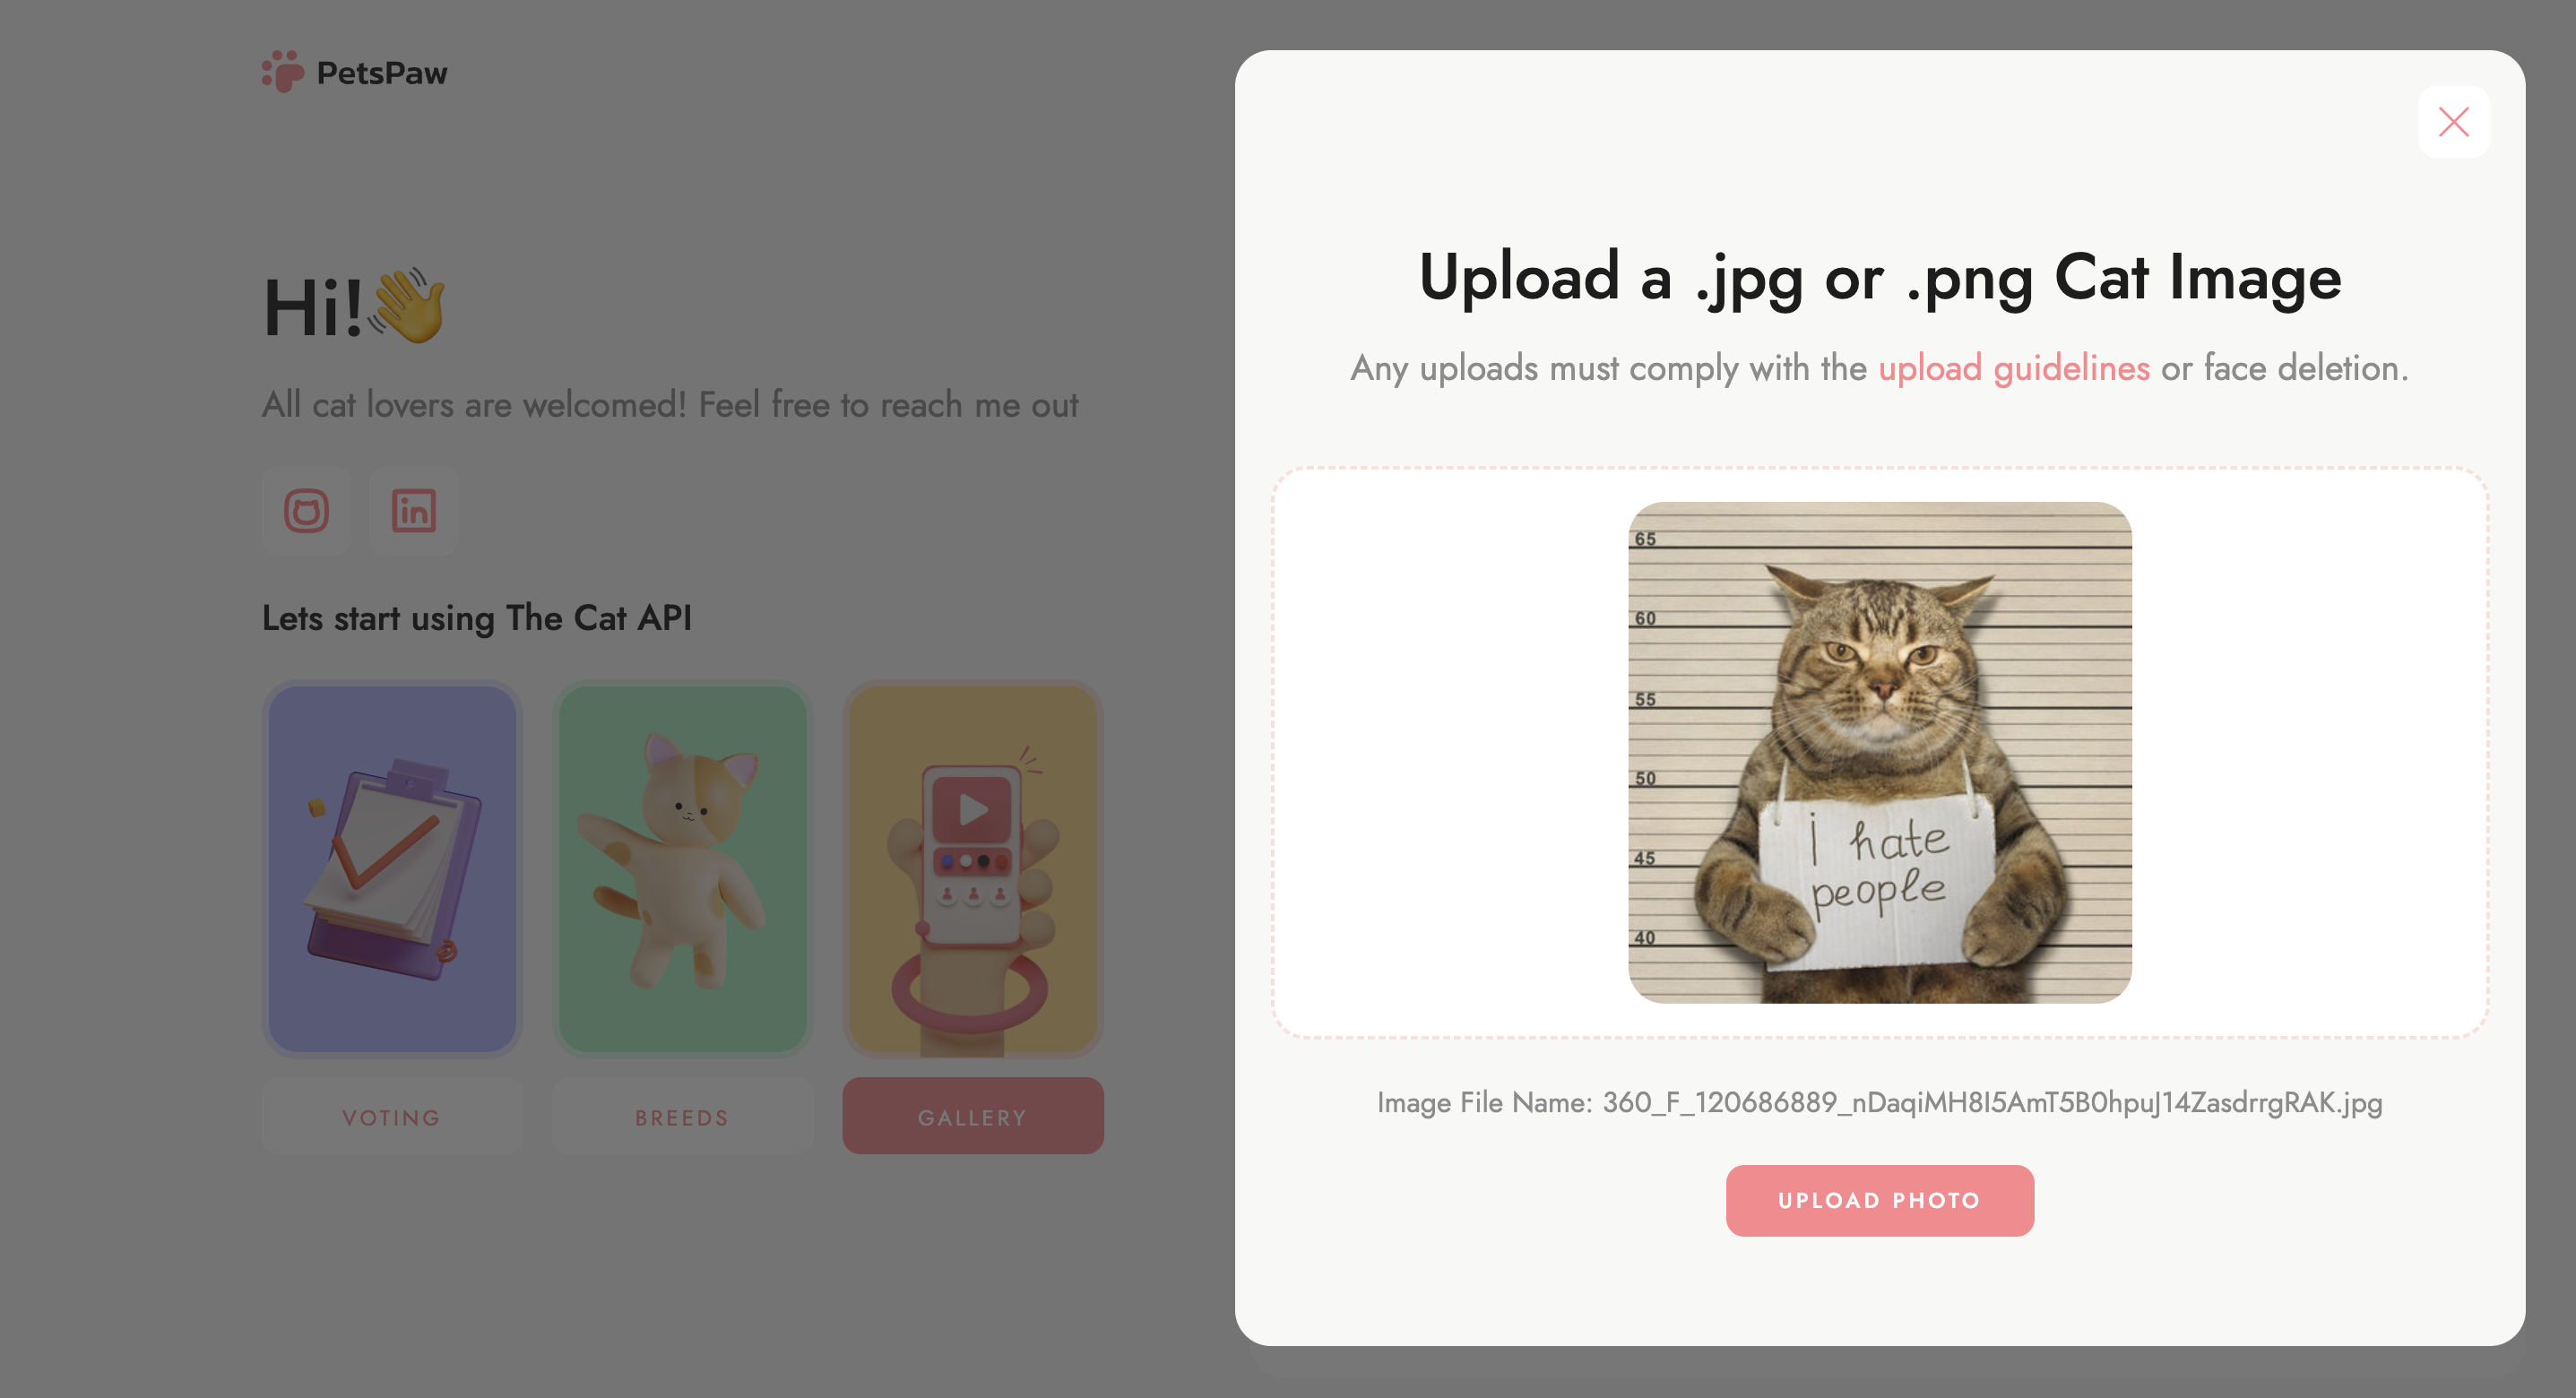 PetsPaw
Hi!👋
All cat lovers are welcomed! Feel free to reach me out
in
Lets start using The Cat API
VOTING
BREEDS
GALLERY
Upload a .jpg or .png Cat Image
Any uploads must comply with the upload guidelines or face deletion.
65
60
55
50
45
40
i hate
people
Image File Name: 360_F_120686889_nDaqiMH8I5AmT5B0hpuJ14ZasdrrgRAK.jpg
UPLOAD PHOTO